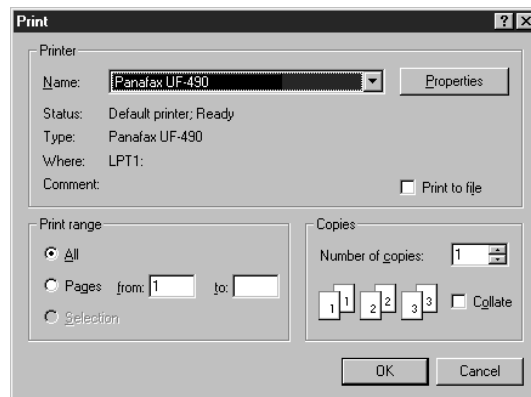 Print
Printer
Name: Panafax UF-490 Properties
Status: Default printer; Ready
Type: Panafax UF-490
Where: LPT1:
Comment:
Print to file
Print range
All
Pages from: 1 to:
Selection
Copies
Number of copies: 1
1 1 2 2 3 3 Collate
OK Cancel